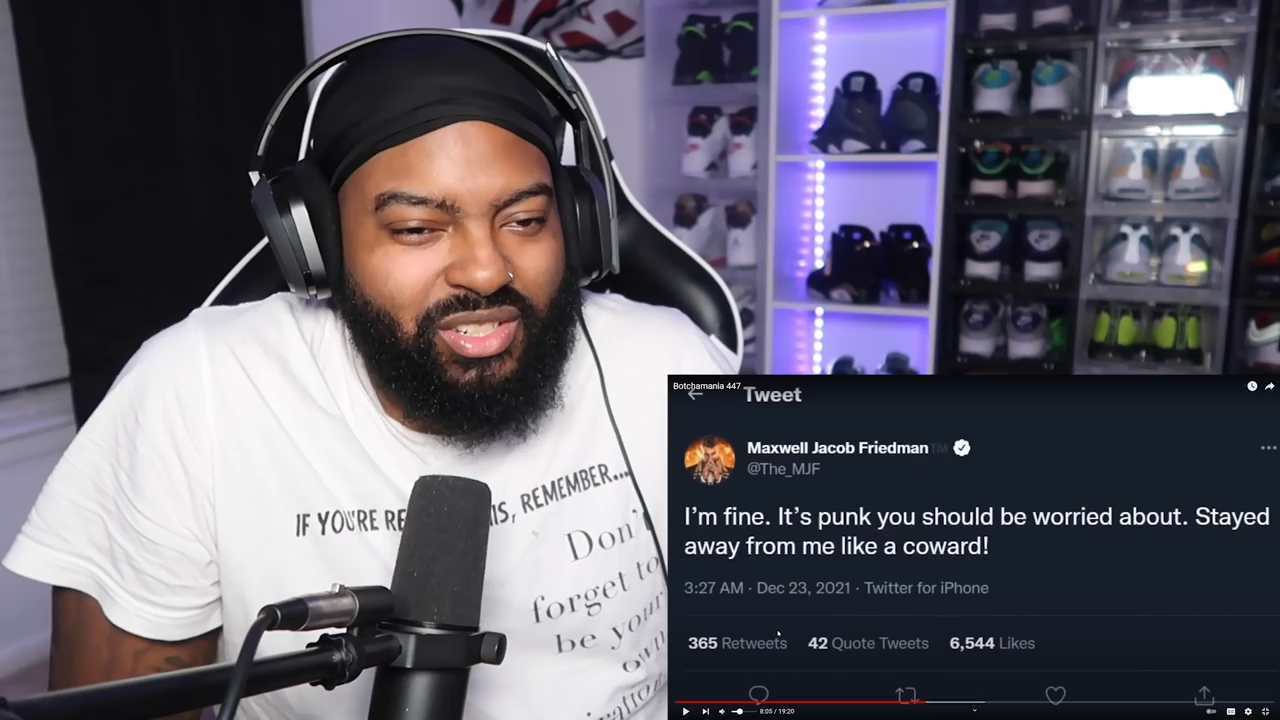 IF YOU'RE IS, REMEMBER...
Don't
forget to
be your
own
Botchamania 447
Tweet
Maxwell Jacob Friedman™
@The_MJF
I'm fine. It's punk you should be worried about. Stayed
away from me like a coward!
3:27 AM · Dec 23, 2021 · Twitter for iPhone
365 Retweets 42 Quote Tweets 6,544 Likes
8:05 / 19:20